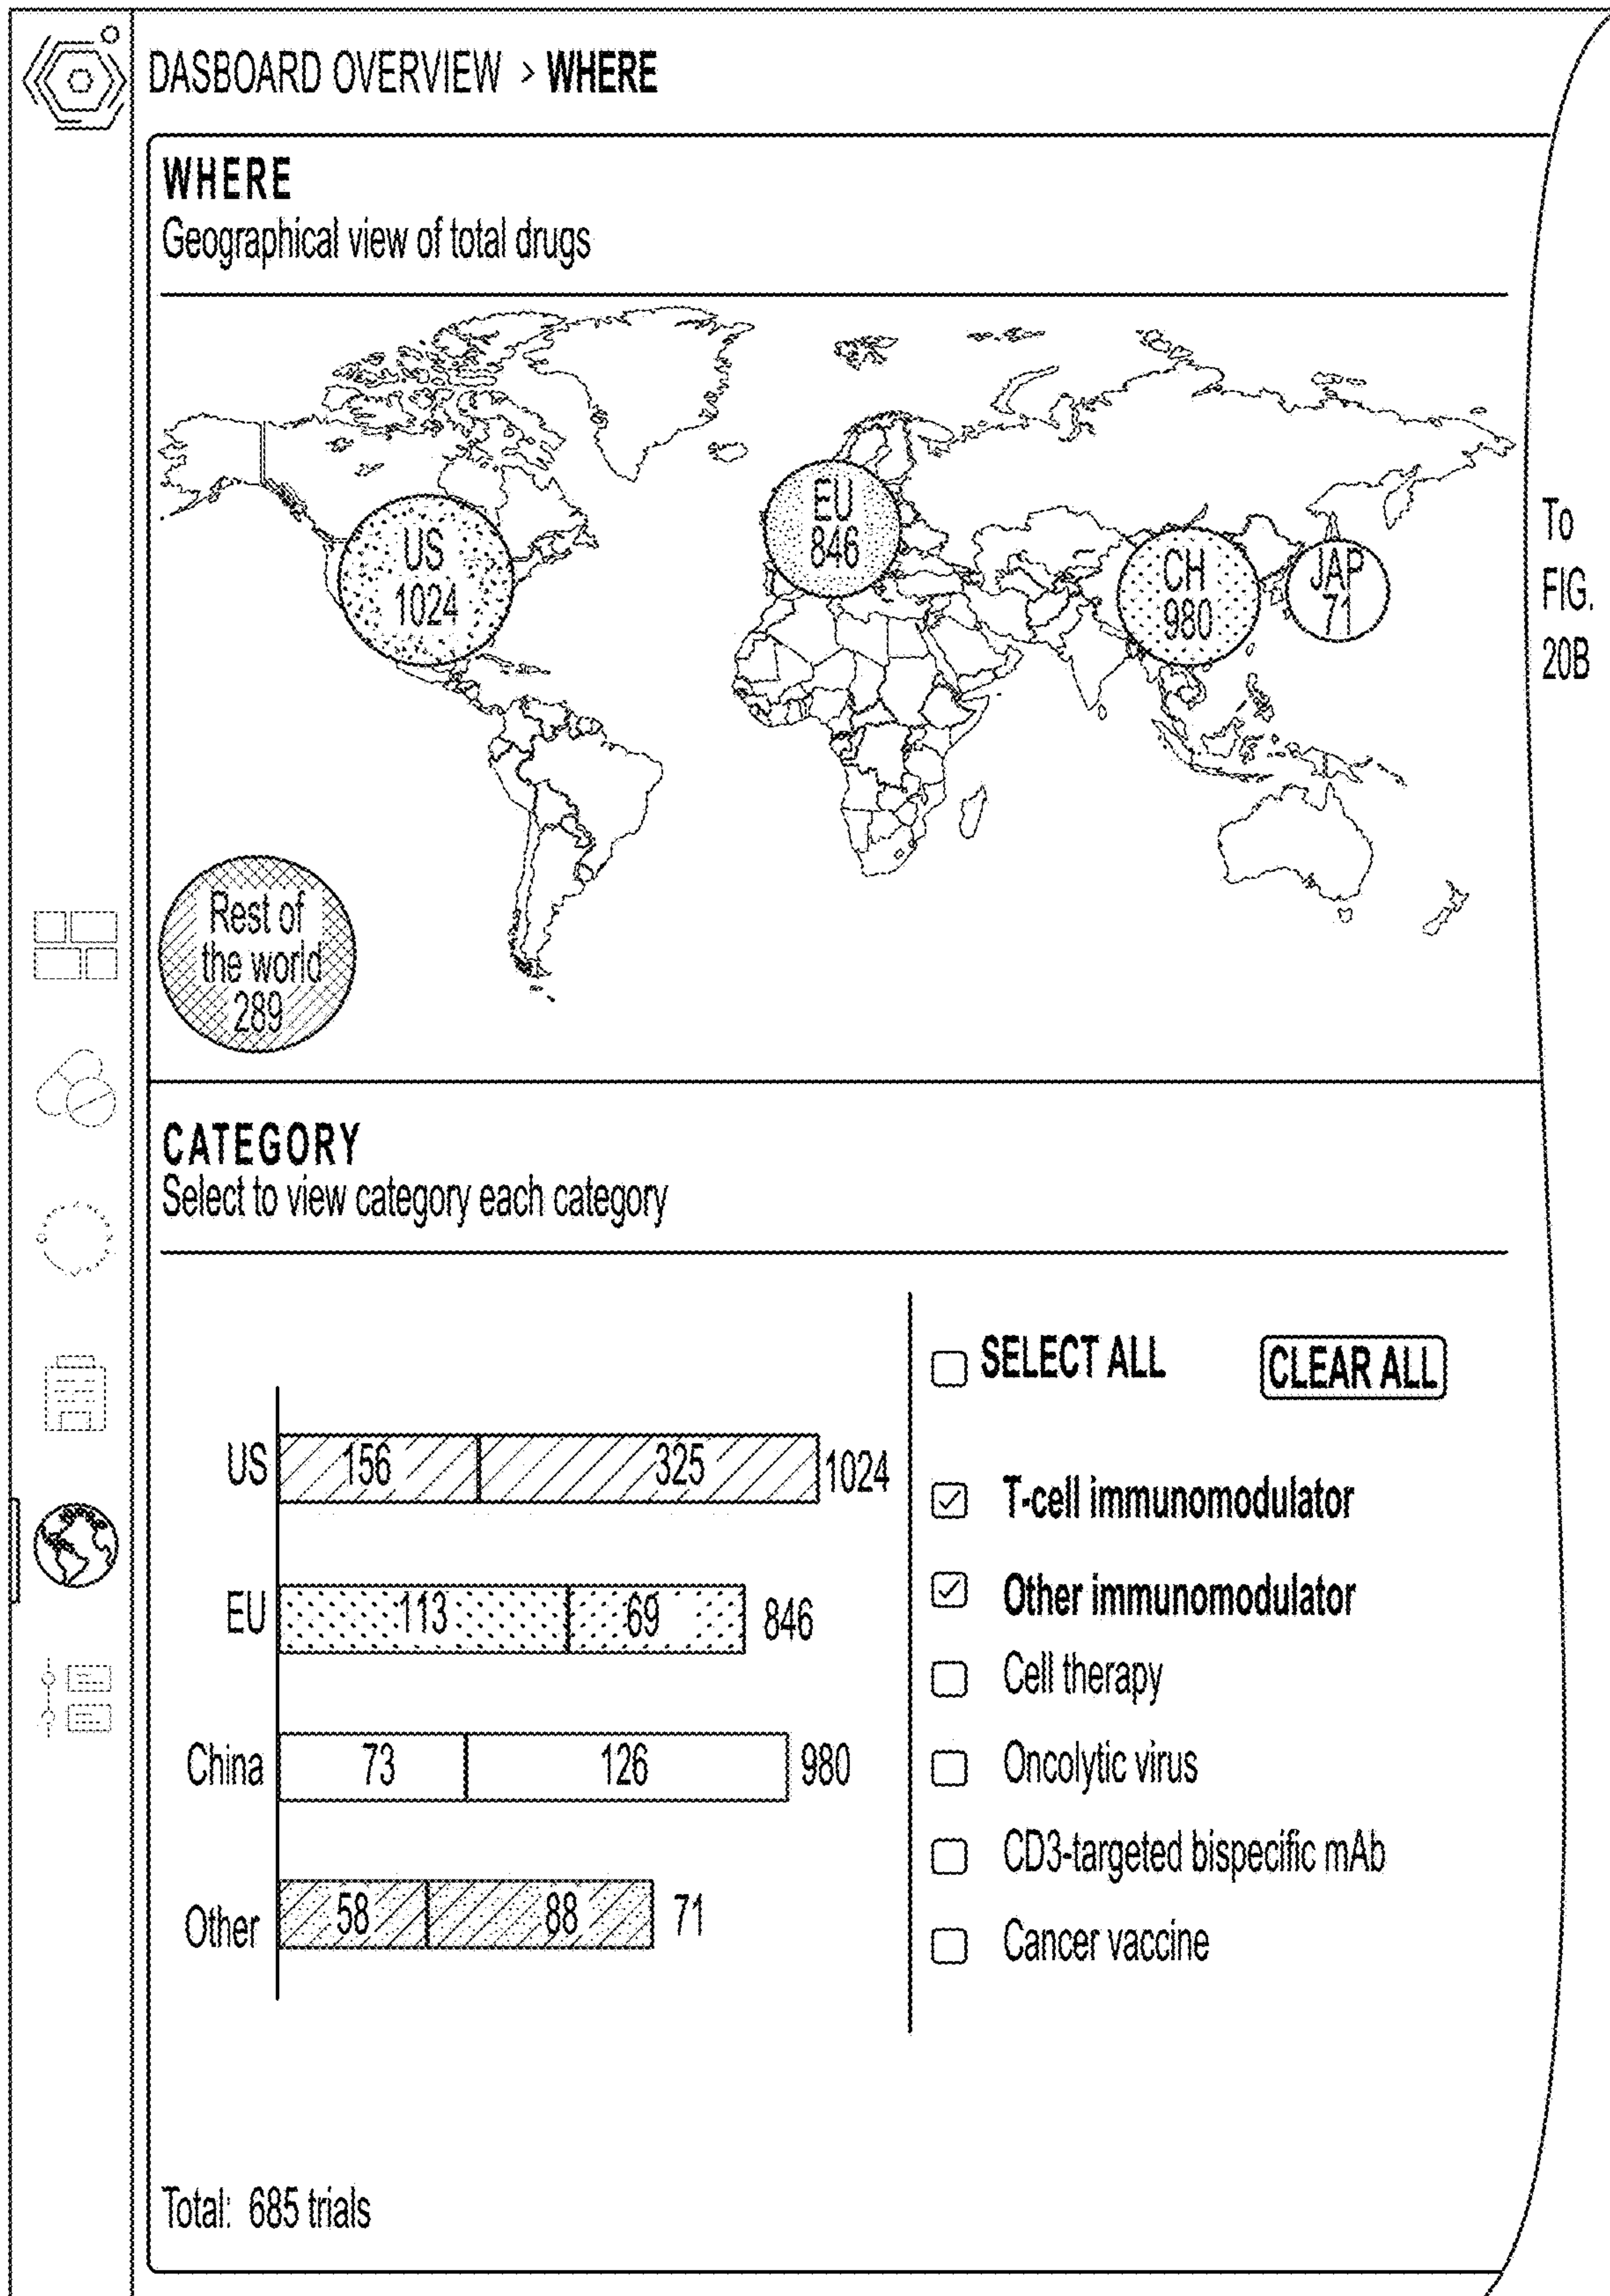 DASBOARD OVERVIEW > WHERE
WHERE
Geographical view of total drugs
US
1024
EU
846
CH
980
JAP
71
To
FIG.
20B
Rest of
the world
289
CATEGORY
Select to view category each category
US 156 325 1024
EU 113 69 846
China 73 126 980
Other 58 88 71
SELECT ALL CLEAR ALL
T-cell immunomodulator
Other immunomodulator
Cell therapy
Oncolytic virus
CD3-targeted bispecific mAb
Cancer vaccine
Total: 685 trials